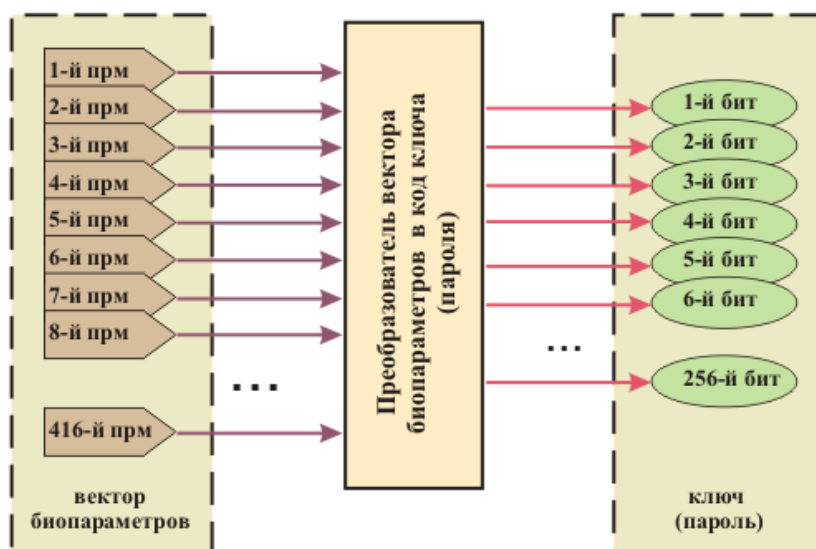 1-й прм
2-й прм
3-й прм
4-й прм
5-й прм
6-й прм
7-й прм
8-й прм
...
416-й прм
вектор
биопараметров
Преобразователь вектора
биопараметров в код ключа
(пароля)
1-й бит
2-й бит
3-й бит
4-й бит
5-й бит
6-й бит
...
256-й бит
ключ
(пароль)